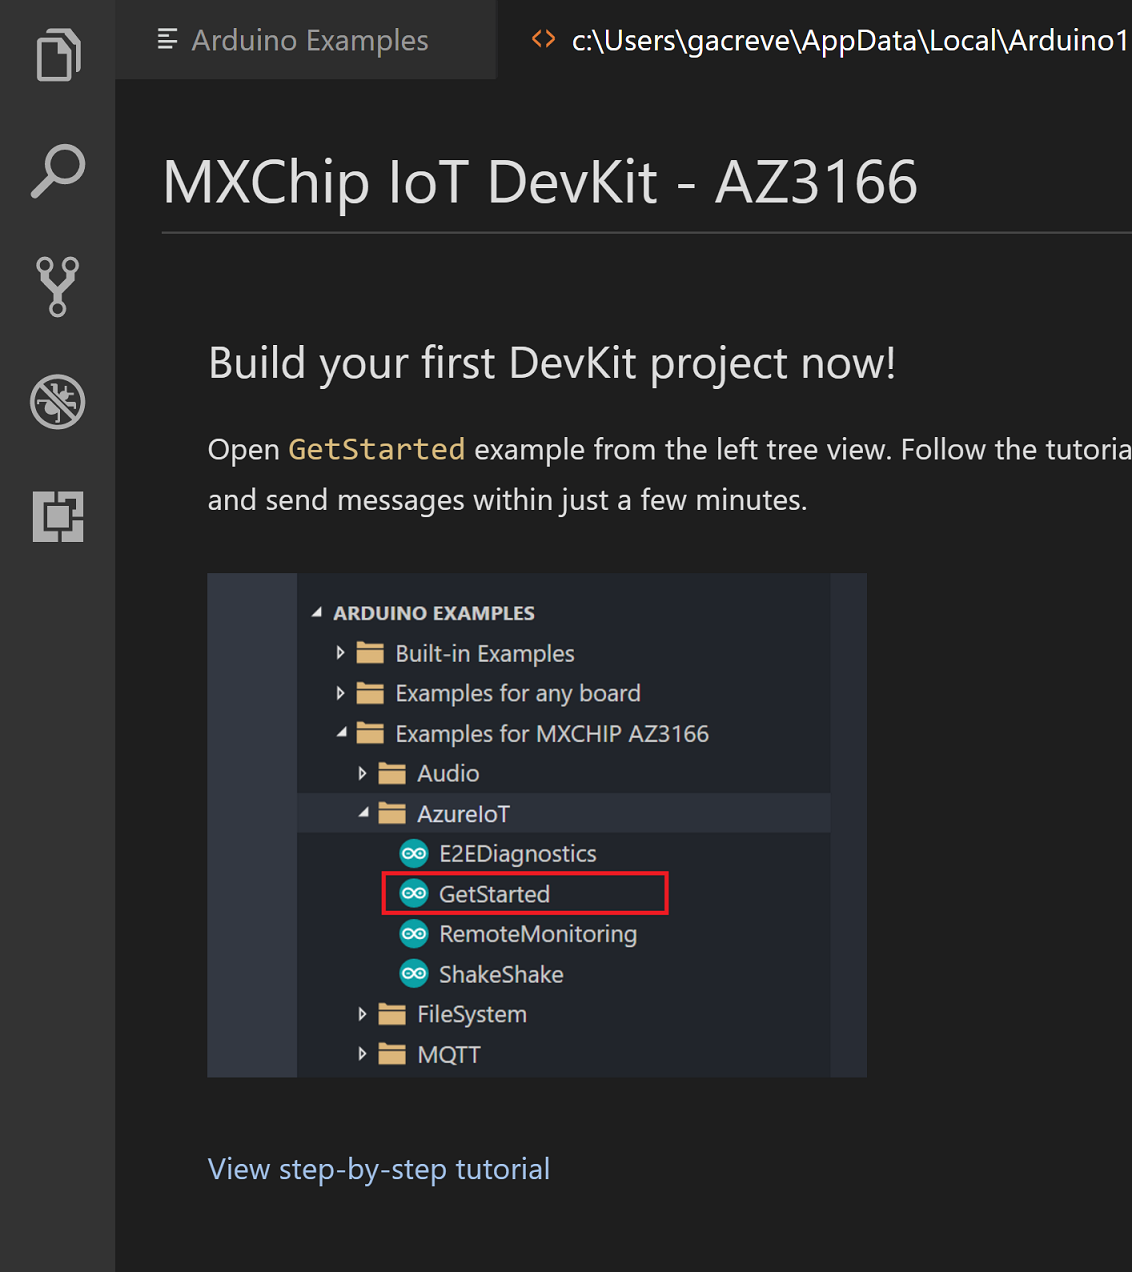 Arduino Examples
c:\Users\gacreve\AppData\Local\Arduino1
MXChip IoT DevKit - AZ3166
Build your first DevKit project now!
Open GetStarted example from the left tree view. Follow the tutoria
and send messages within just a few minutes.
ARDUINO EXAMPLES
Built-in Examples
Examples for any board
Examples for MXCHIP AZ3166
Audio
AzureIoT
E2EDiagnostics
GetStarted
RemoteMonitoring
ShakeShake
FileSystem
MQTT
View step-by-step tutorial